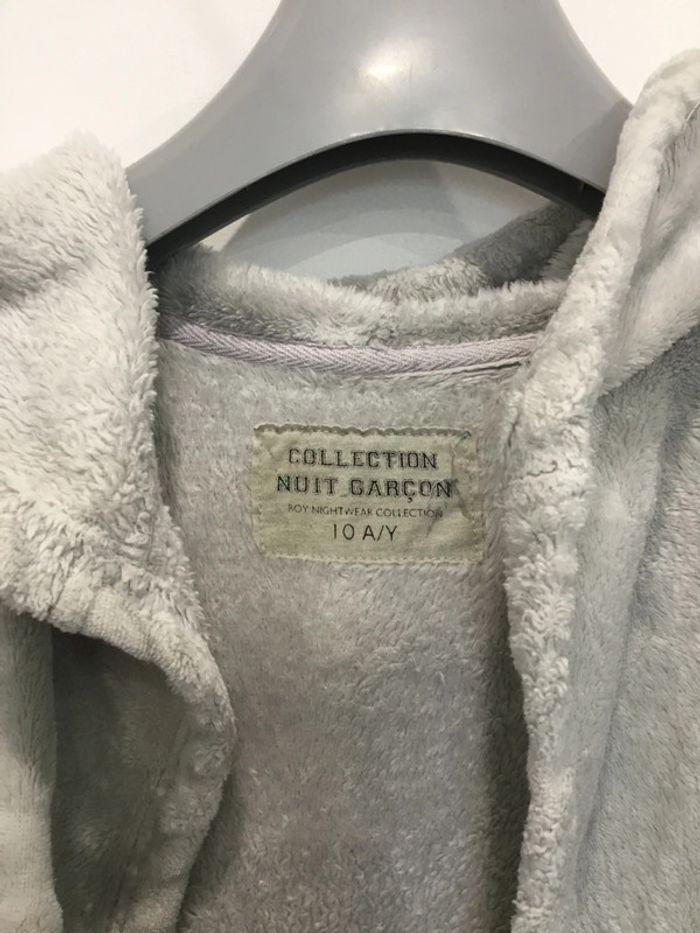 COLLECTION
NUIT GARÇON
BOY NIGHTWEAR COLLECTION
10 A/Y